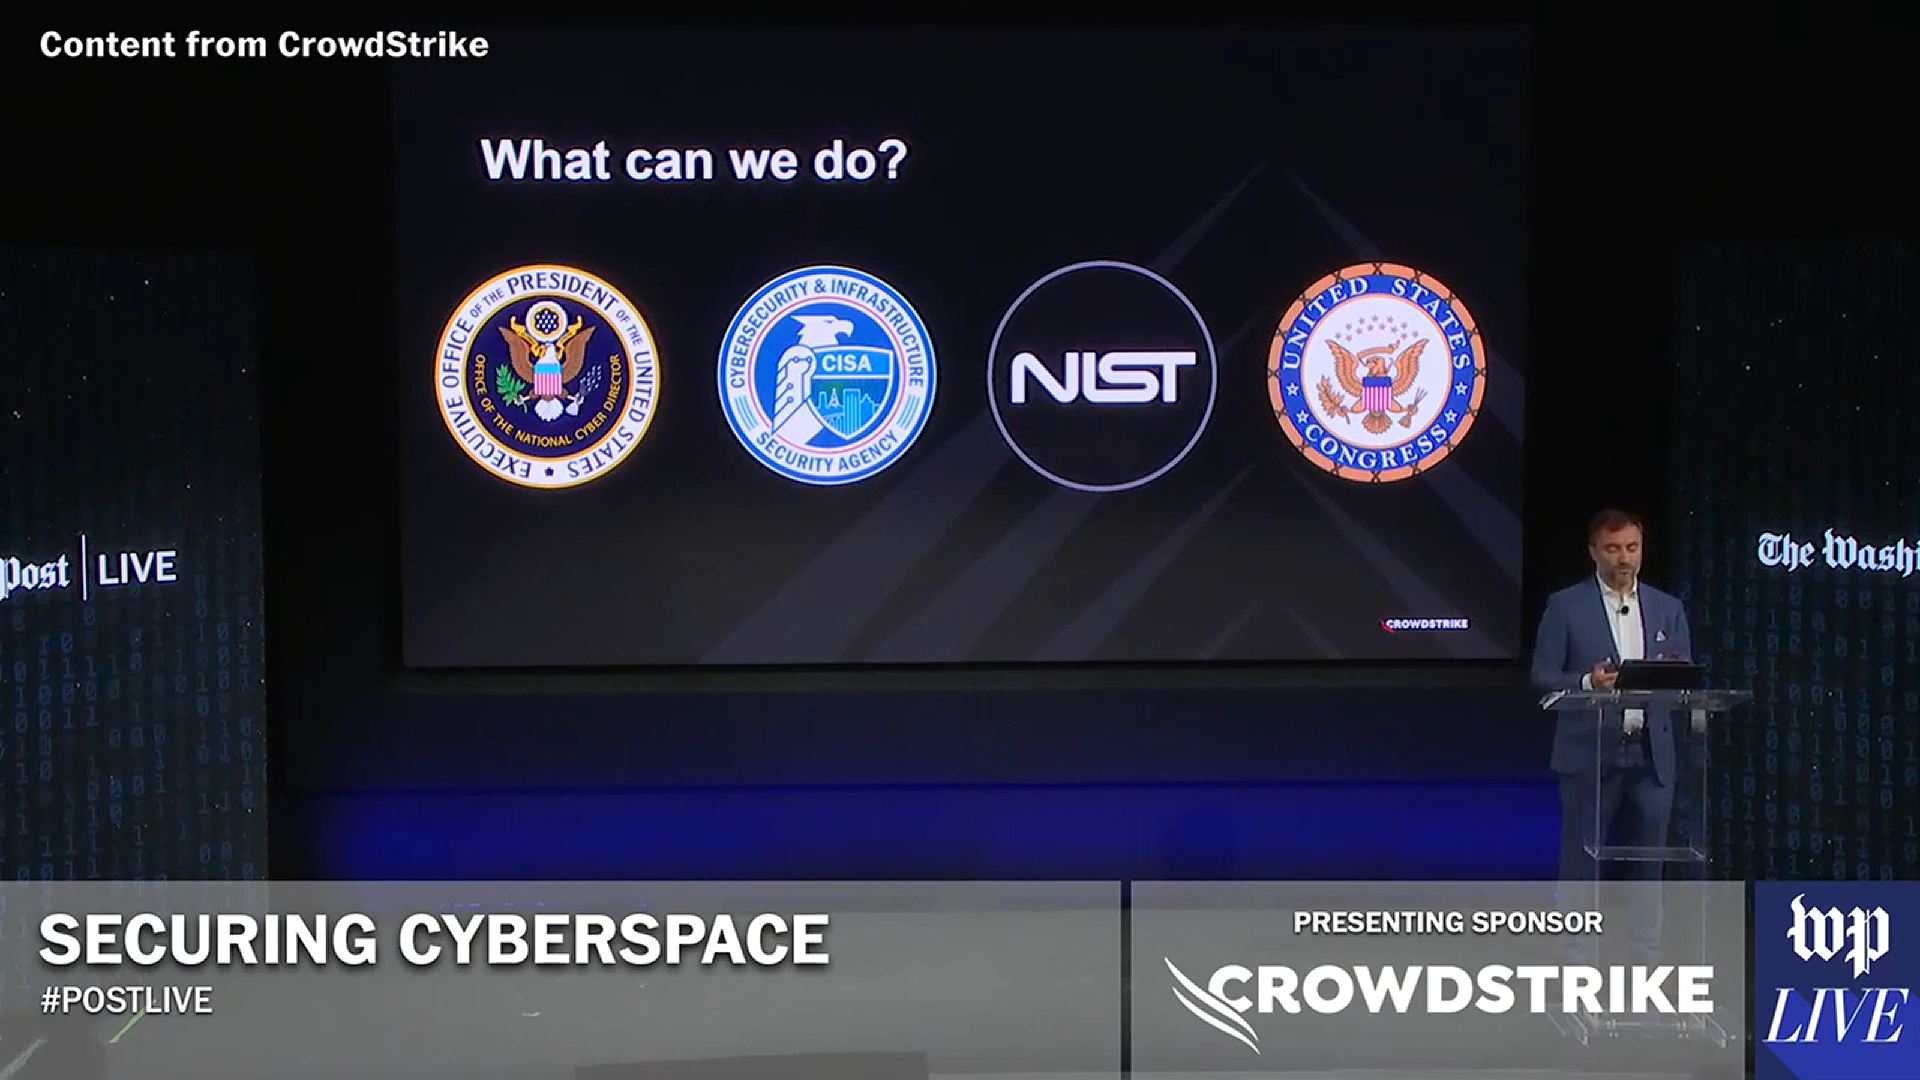 Content from CrowdStrike
What can we do?
EXECUTIVE OFFICE OF THE PRESIDENT OF THE UNITED STATES
OFFICE OF THE NATIONAL CYBER DIRECTOR
CYBERSECURITY & INFRASTRUCTURE
CISA
SECURITY AGENCY
NIST
UNITED STATES
CONGRESS
CROWDSTRIKE
Post | LIVE
The Washi
SECURING CYBERSPACE
#POSTLIVE
PRESENTING SPONSOR
CROWDSTRIKE
wp
LIVE